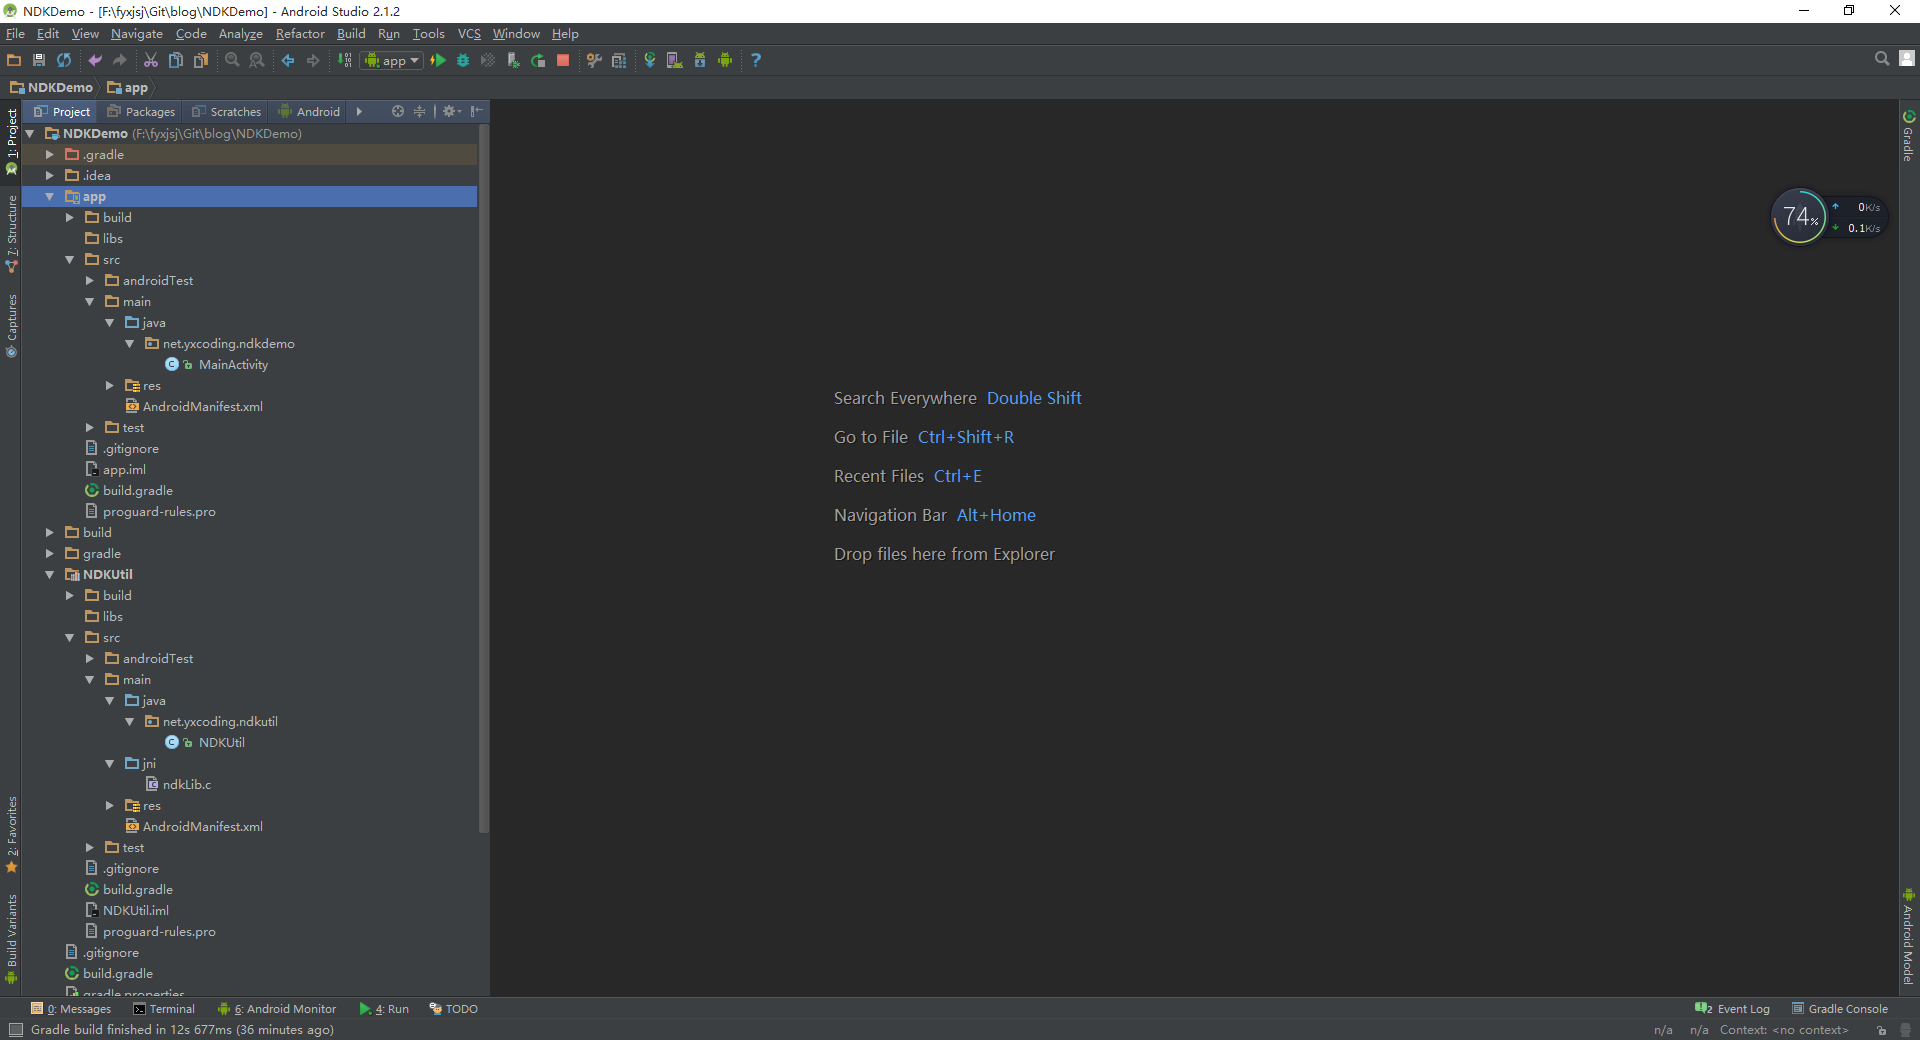 NDKDemo - [F:\fyxjsj\Git\blog\NDKDemo] - Android Studio 2.1.2
File Edit View Navigate Code Analyze Refactor Build Run Tools VCS Window Help
app
NDKDemo app
Project Packages Scratches Android
NDKDemo (F:\fyxjsj\Git\blog\NDKDemo)
.gradle
.idea
app
build
libs
src
androidTest
main
java
net.yxcoding.ndkdemo
MainActivity
res
AndroidManifest.xml
test
.gitignore
app.iml
build.gradle
proguard-rules.pro
build
gradle
NDKUtil
build
libs
src
androidTest
main
java
net.yxcoding.ndkutil
NDKUtil
jni
ndkLib.c
res
AndroidManifest.xml
test
.gitignore
build.gradle
NDKUtil.iml
proguard-rules.pro
.gitignore
build.gradle
gradle.properties
1: Project
7: Structure
Captures
2: Favorites
Build Variants
Search Everywhere Double Shift
Go to File Ctrl+Shift+R
Recent Files Ctrl+E
Navigation Bar Alt+Home
Drop files here from Explorer
74%
0K/s
0.1K/s
Gradle
Android Model
0: Messages Terminal 6: Android Monitor 4: Run TODO
2 Event Log Gradle Console
Gradle build finished in 12s 677ms (36 minutes ago)
n/a n/a Context: <no context>